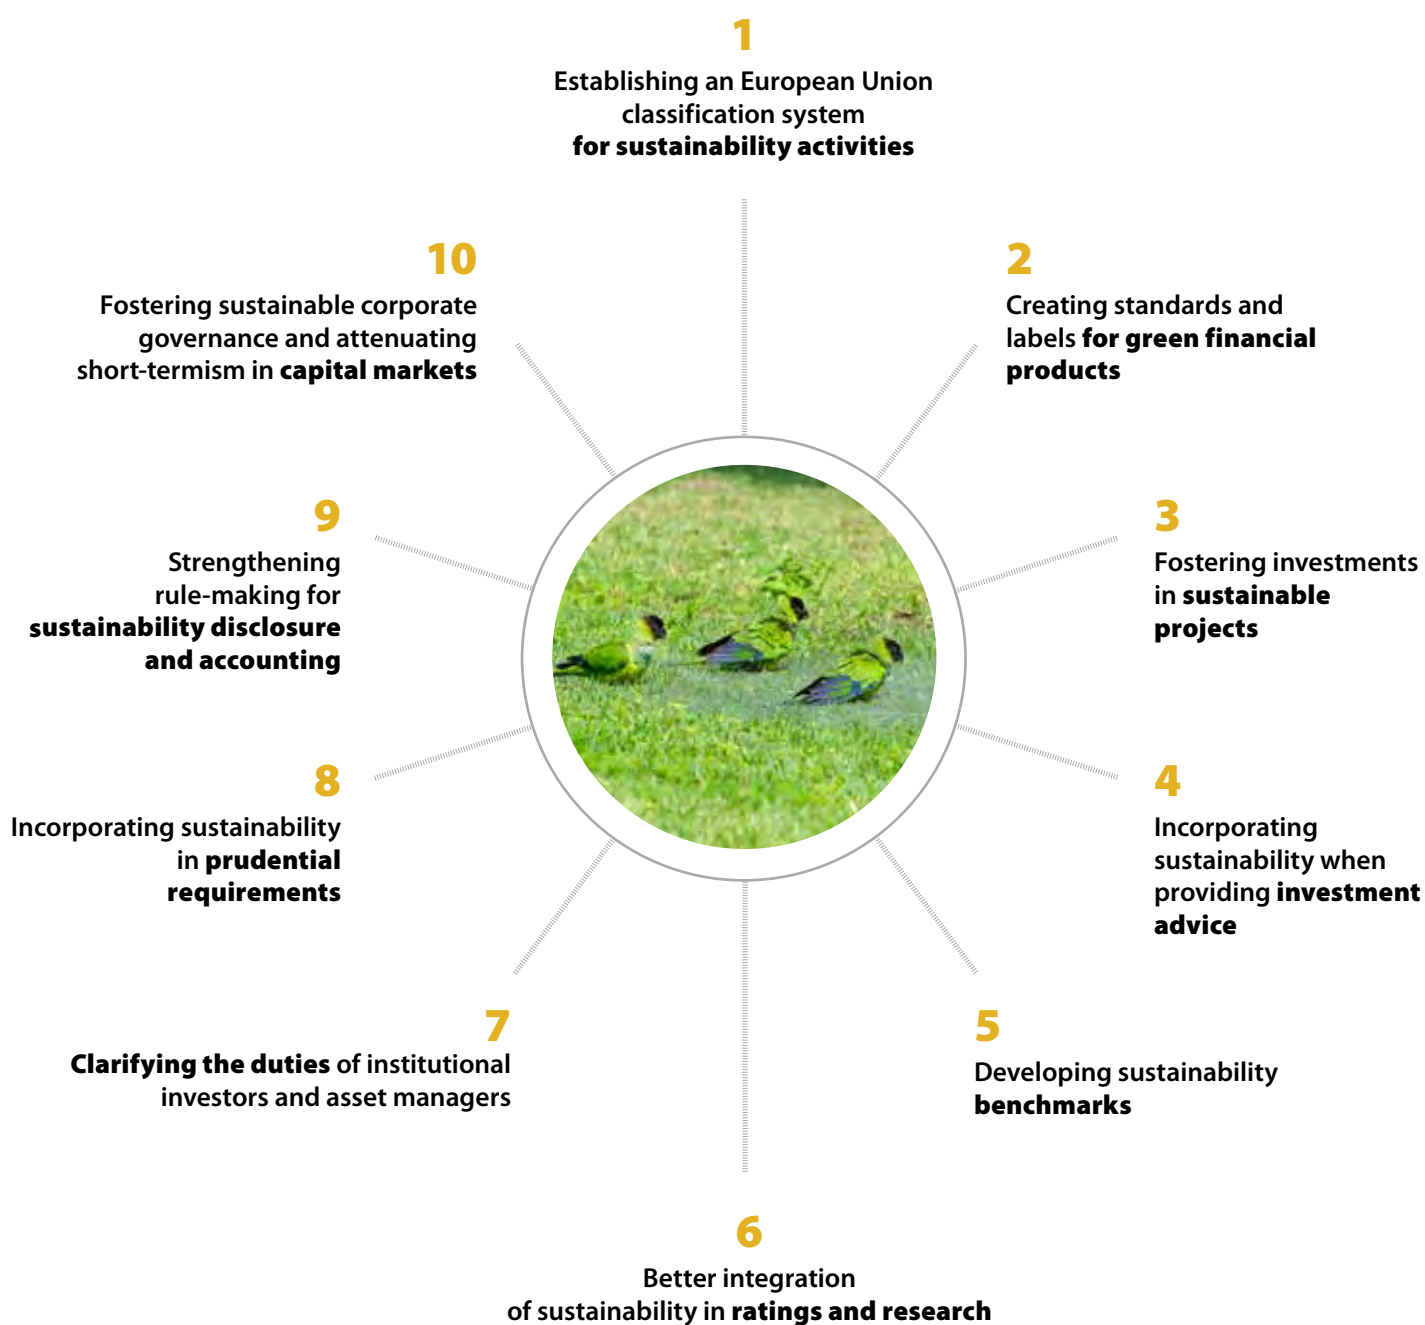 1
Establishing an European Union
classification system
for sustainability activities
2
Creating standards and
labels for green financial
products
3
Fostering investments
in sustainable
projects
4
Incorporating
sustainability when
providing investment
advice
5
Developing sustainability
benchmarks
6
Better integration
of sustainability in ratings and research
7
Clarifying the duties of institutional
investors and asset managers
8
Incorporating sustainability
in prudential
requirements
9
Strengthening
rule-making for
sustainability disclosure
and accounting
10
Fostering sustainable corporate
governance and attenuating
short-termism in capital markets